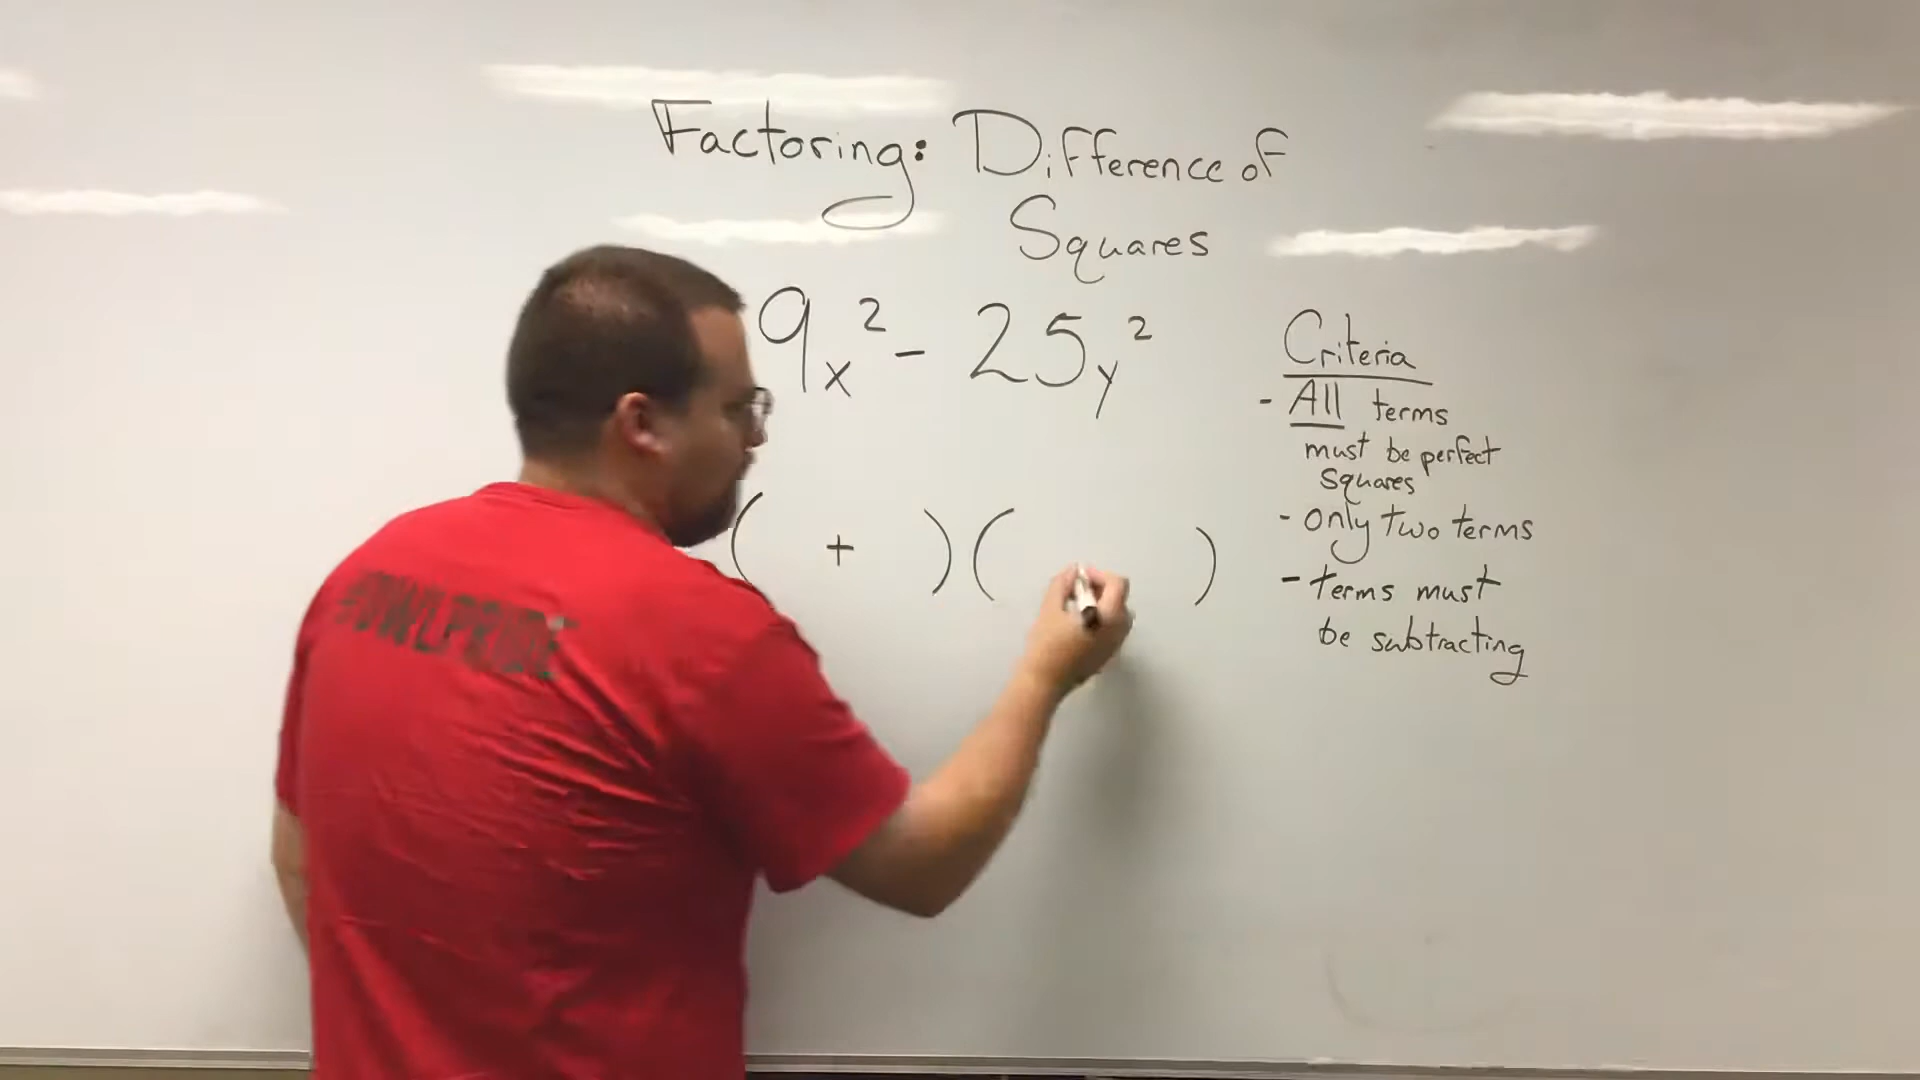 Factoring: Difference of
Squares
9x² - 25y²
( + ) ( )
Criteria
- All terms
must be perfect
squares
- only two terms
- terms must
be subtracting
#OWLPRIDE